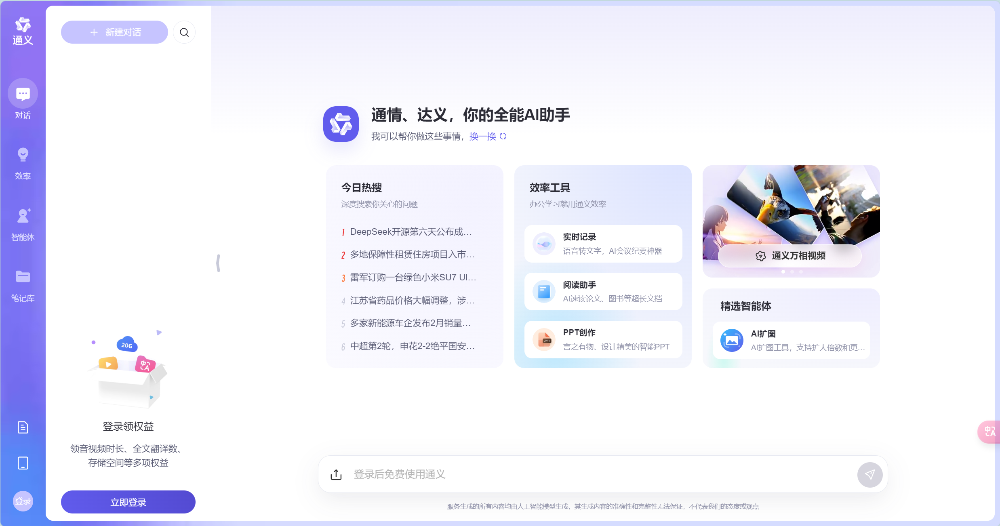 通义
对话
效率
智能体
笔记库
登录
新建对话
20G
中A
登录领权益
领音视频时长、全文翻译数、
存储空间等多项权益
立即登录
通情、达义，你的全能AI助手
我可以帮你做这些事情，换一换
今日热搜
深度搜索你关心的问题
1 DeepSeek开源第六天公布成...
2 多地保障性租赁住房项目入市...
3 雷军订购一台绿色小米SU7 Ul...
4 江苏省药品价格大幅调整，涉...
5 多家新能源车企发布2月销量...
6 中超第2轮，申花2-2绝平国安...
效率工具
办公学习就用通义效率
实时记录
语音转文字，AI会议纪要神器
阅读助手
AI速读论文、图书等超长文档
.PPT
PPT创作
言之有物、设计精美的智能PPT
通义万相视频
精选智能体
AI扩图
AI扩图工具，支持扩大倍数和更...
登录后免费使用通义
服务生成的所有内容均由人工智能模型生成，其生成内容的准确性和完整性无法保证，不代表我们的态度或观点
中A